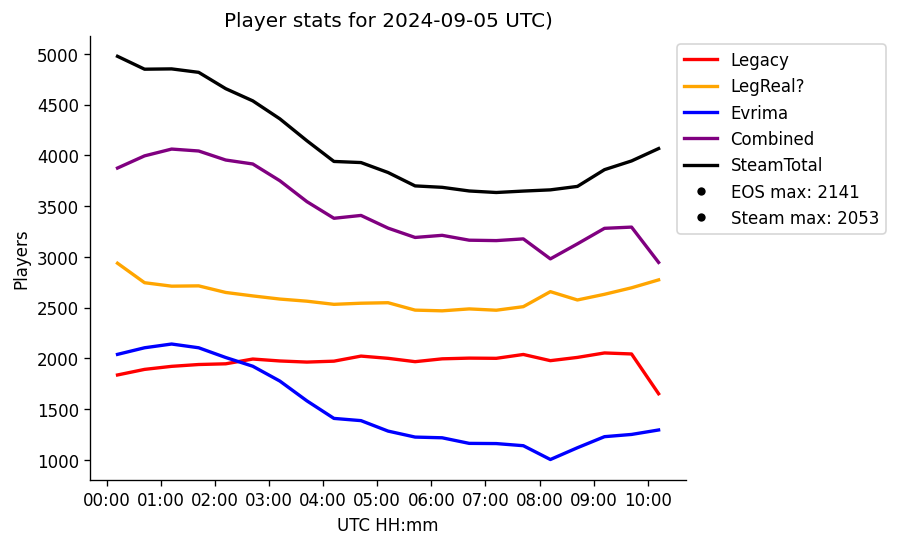 Player stats for 2024-09-05 UTC)
Legacy
LegReal?
Evrima
Combined
SteamTotal
EOS max: 2141
Steam max: 2053
Players
5000
4500
4000
3500
3000
2500
2000
1500
1000
00:00 01:00 02:00 03:00 04:00 05:00 06:00 07:00 08:00 09:00 10:00
UTC HH:mm